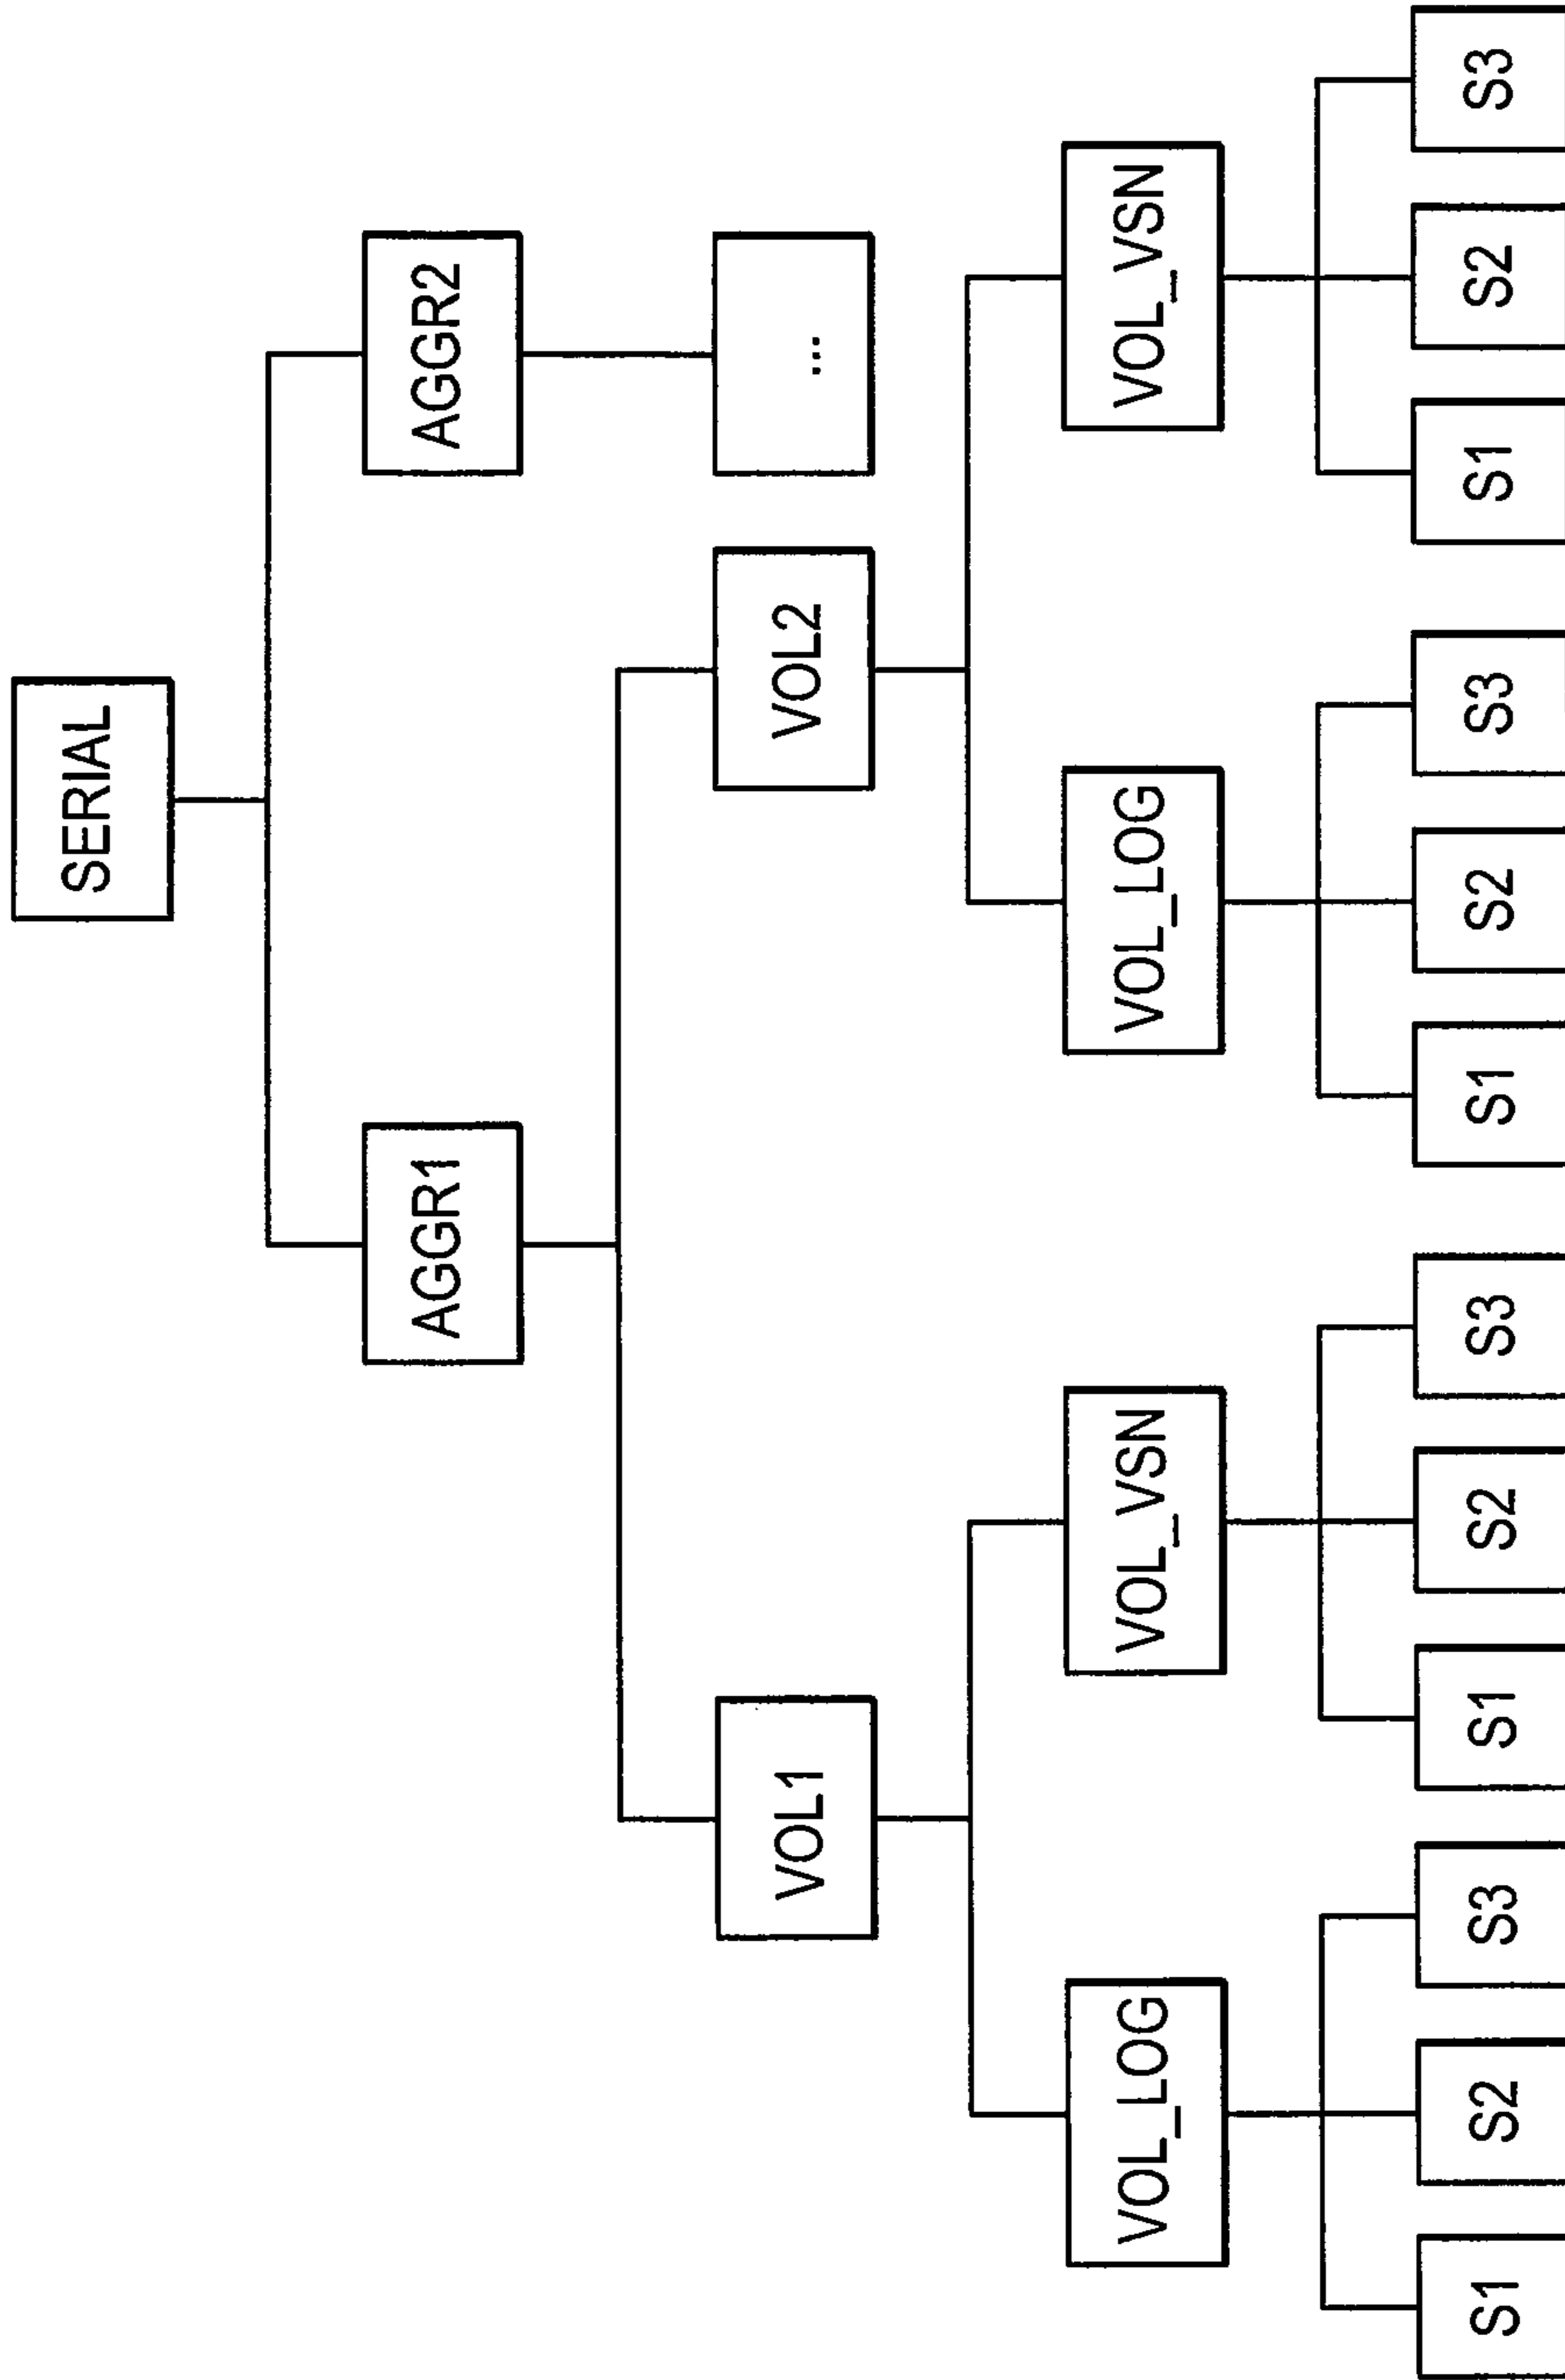 SERIAL
AGGR1
AGGR2
VOL1
VOL2
...
VOL_LOG
VOL_VSN
VOL_LOG
VOL_VSN
S1
S2
S3
S1
S2
S3
S1
S2
S3
S1
S2
S3